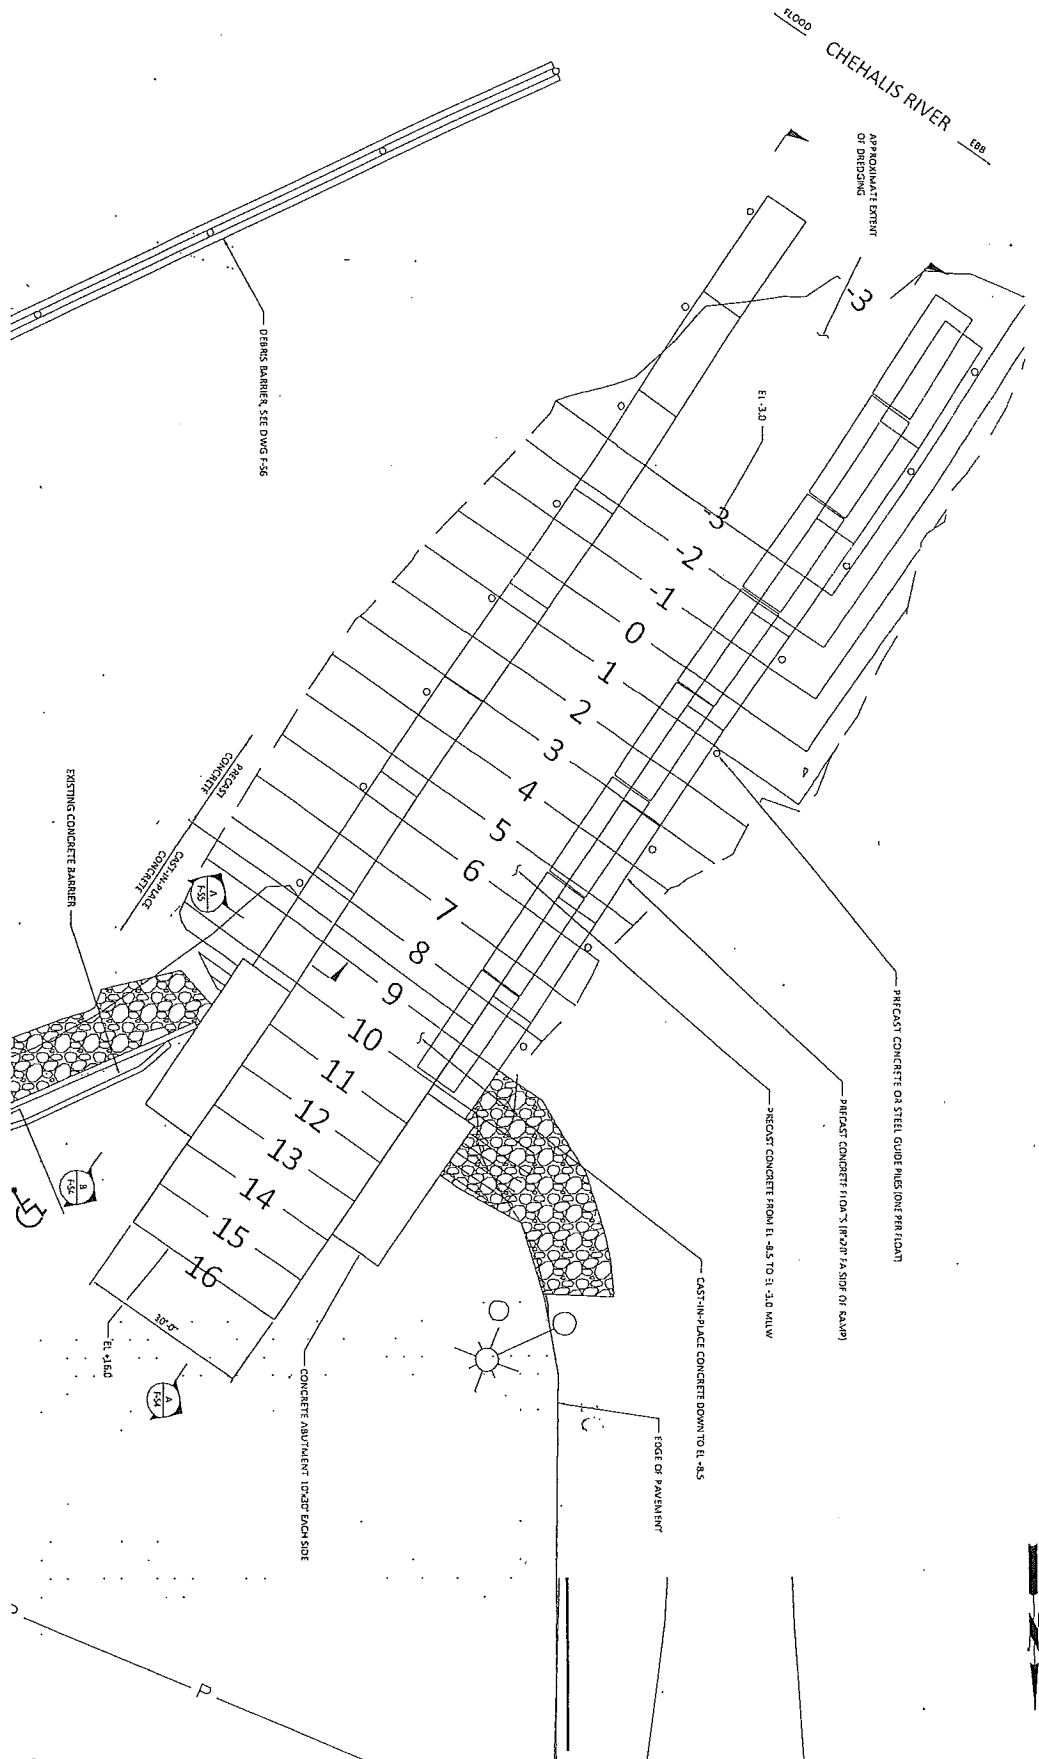 FLOOD
CHEHALIS RIVER
EBB
APPROXIMATE EXTENT
OF DREDGING
-3
DEBRIS BARRIER, SEE DWG F-56
EL -3.0
-3
-2
-1
0
1
2
3
4
5
6
7
8
9
10
11
12
13
14
15
16
PRECAST
CONCRETE
CAST-IN-PLACE
CONCRETE
EXISTING CONCRETE BARRIER
A
F-55
B
F-54
30'-0"
EL +16.0
A
F-54
CONCRETE ABUTMENT 10'x30' EACH SIDE
EDGE OF PAVEMENT
CAST-IN-PLACE CONCRETE DOWN TO EL +8.5
PRECAST CONCRETE FROM EL +8.5 TO EL -3.0 MLLW
PRECAST CONCRETE FLOATS (8'x20' EA SIDE OF RAMP)
PRECAST CONCRETE OR STEEL GUIDE PILES (ONE PER FLOAT)
N
P